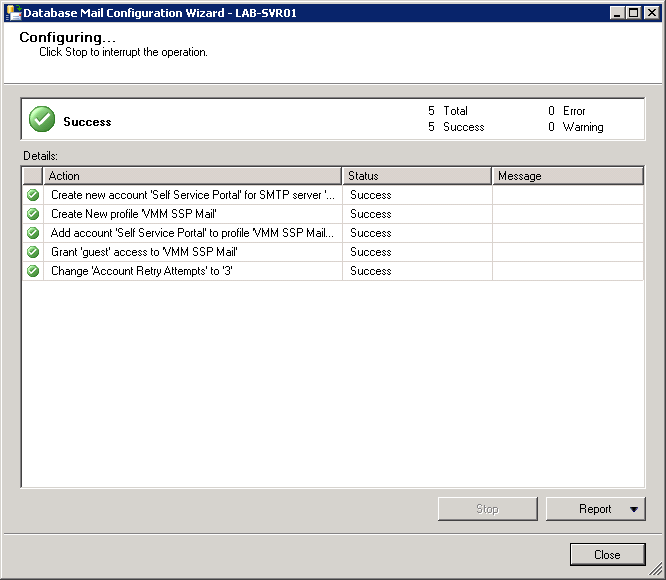 Database Mail Configuration Wizard - LAB-SVR01
Configuring...
Click Stop to interrupt the operation.
Success
5 Total 0 Error
5 Success 0 Warning
Details:
Action Status Message
Create new account 'Self Service Portal' for SMTP server '... Success
Create New profile 'VMM SSP Mail' Success
Add account 'Self Service Portal' to profile 'VMM SSP Mail... Success
Grant 'guest' access to 'VMM SSP Mail' Success
Change 'Account Retry Attempts' to '3' Success
Stop Report
Close